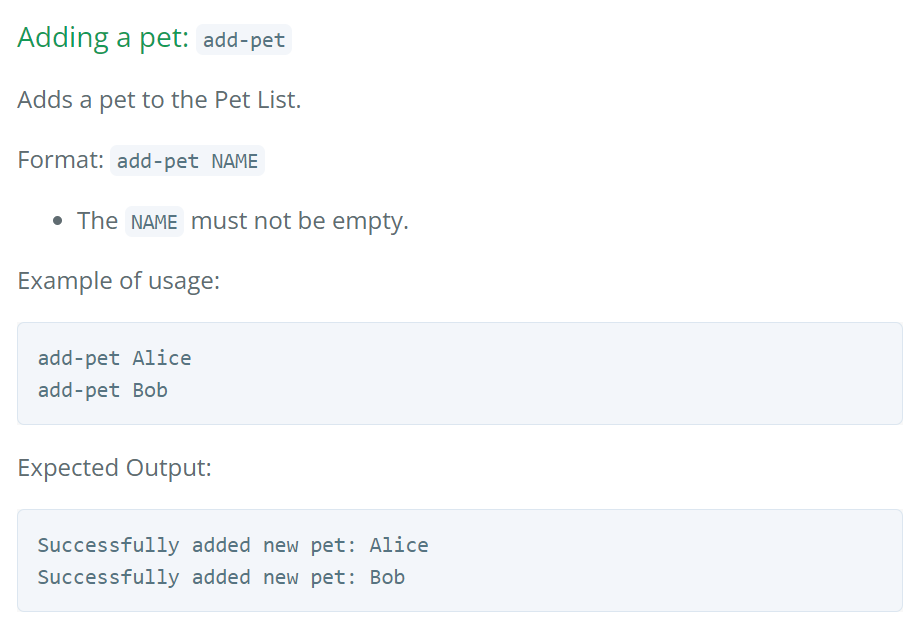 Adding a pet: add-pet
Adds a pet to the Pet List.
Format: add-pet NAME
The NAME must not be empty.
Example of usage:
add-pet Alice
add-pet Bob
Expected Output:
Successfully added new pet: Alice
Successfully added new pet: Bob